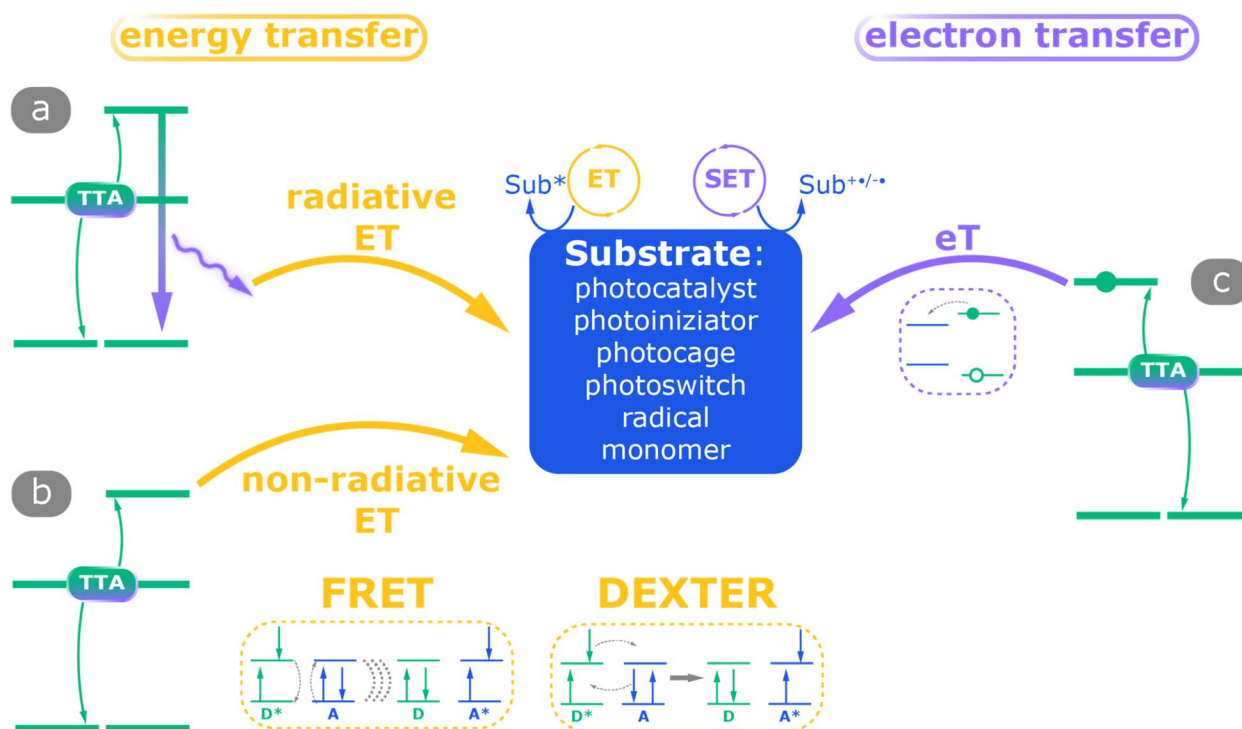 energy transfer
electron transfer
a
TTA
radiative
ET
Sub*
ET
SET
Sub⁺•/⁻•
Substrate:
photocatalyst
photoiniziator
photocage
photoswitch
radical
monomer
eT
c
TTA
b
non-radiative
ET
TTA
FRET
D*
A
D
A*
DEXTER
D*
A
D
A*